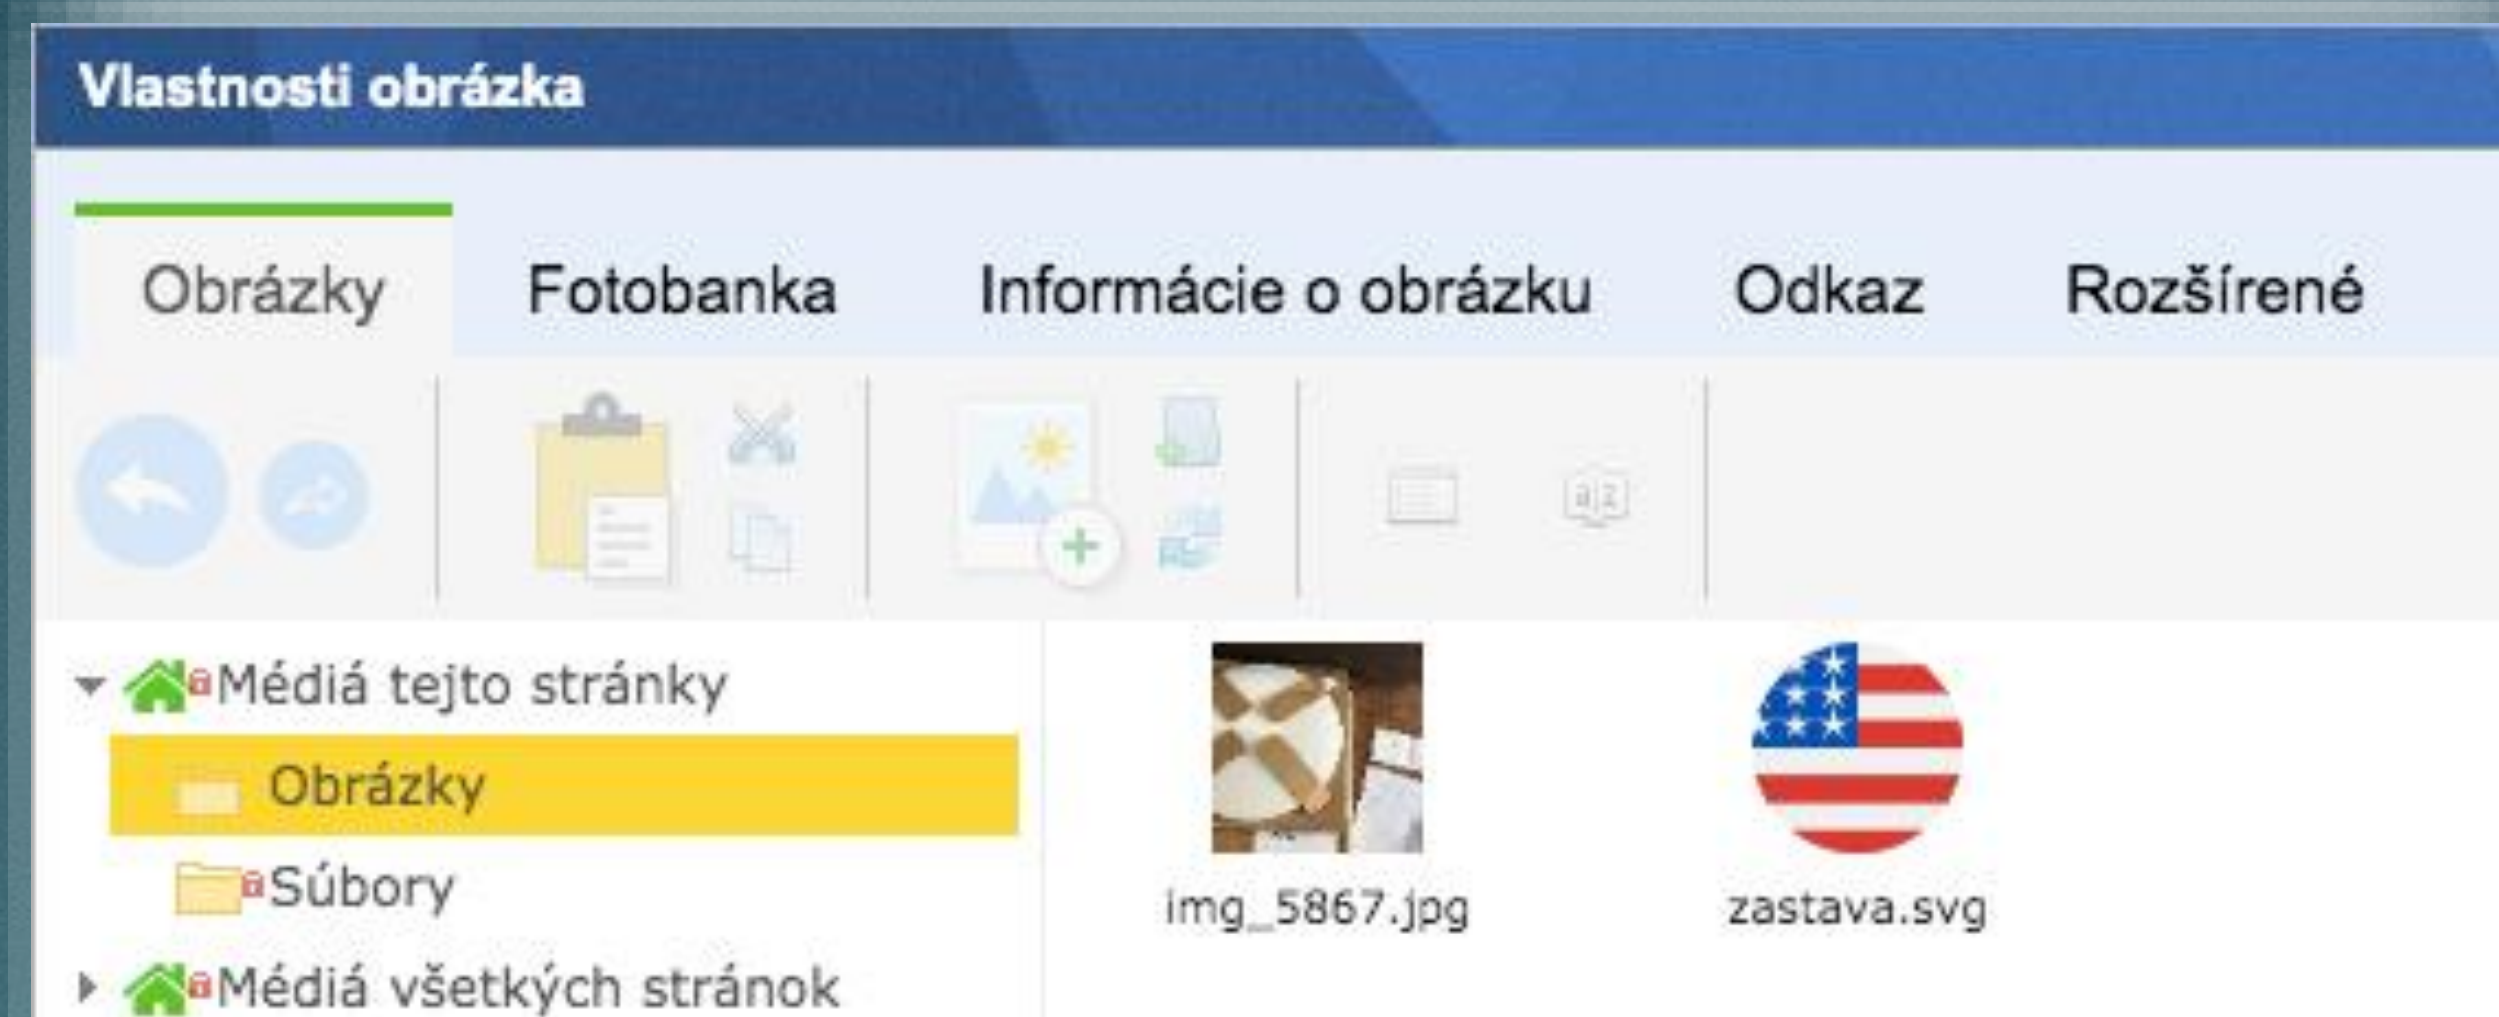 Vlastnosti obrázka
Obrázky Fotobanka Informácie o obrázku Odkaz Rozšírené
a z
Médiá tejto stránky
Obrázky
Súbory
Médiá všetkých stránok
img_5867.jpg zastava.svg